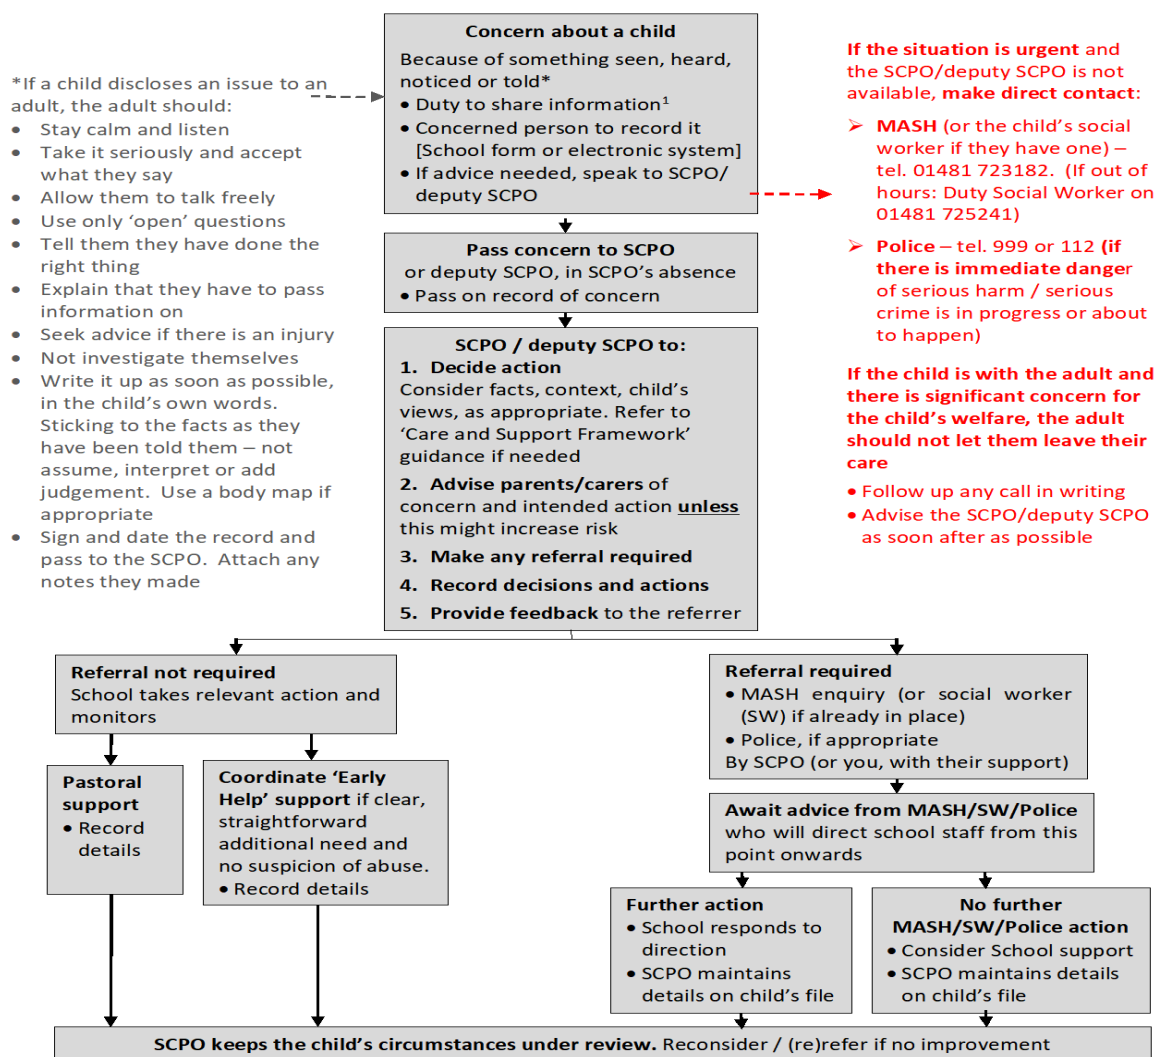 Concern about a child
Because of something seen, heard,
noticed or told*
• Duty to share information¹
• Concerned person to record it
[School form or electronic system]
• If advice needed, speak to SCPO/
deputy SCPO
*If a child discloses an issue to an
adult, the adult should:
• Stay calm and listen
• Take it seriously and accept
what they say
• Allow them to talk freely
• Use only ‘open’ questions
• Tell them they have done the
right thing
• Explain that they have to pass
information on
• Seek advice if there is an injury
• Not investigate themselves
• Write it up as soon as possible,
in the child’s own words.
Sticking to the facts as they
have been told them – not
assume, interpret or add
judgement. Use a body map if
appropriate
• Sign and date the record and
pass to the SCPO. Attach any
notes they made
If the situation is urgent and
the SCPO/deputy SCPO is not
available, make direct contact:
➢ MASH (or the child’s social
worker if they have one) –
tel. 01481 723182. (If out of
hours: Duty Social Worker on
01481 725241)
➢ Police – tel. 999 or 112 (if
there is immediate danger
of serious harm / serious
crime is in progress or about
to happen)
If the child is with the adult and
there is significant concern for
the child’s welfare, the adult
should not let them leave their
care
• Follow up any call in writing
• Advise the SCPO/deputy SCPO
as soon after as possible
Pass concern to SCPO
or deputy SCPO, in SCPO’s absence
• Pass on record of concern
SCPO / deputy SCPO to:
1. Decide action
Consider facts, context, child’s
views, as appropriate. Refer to
‘Care and Support Framework’
guidance if needed
2. Advise parents/carers of
concern and intended action unless
this might increase risk
3. Make any referral required
4. Record decisions and actions
5. Provide feedback to the referrer
Referral not required
School takes relevant action and
monitors
Pastoral
support
• Record
details
Coordinate ‘Early
Help’ support if clear,
straightforward
additional need and
no suspicion of abuse.
• Record details
Referral required
• MASH enquiry (or social worker
(SW) if already in place)
• Police, if appropriate
By SCPO (or you, with their support)
Await advice from MASH/SW/Police
who will direct school staff from this
point onwards
Further action
• School responds to
direction
• SCPO maintains
details on child’s file
No further
MASH/SW/Police action
• Consider School support
• SCPO maintains details
on child’s file
SCPO keeps the child’s circumstances under review. Reconsider / (re)refer if no improvement